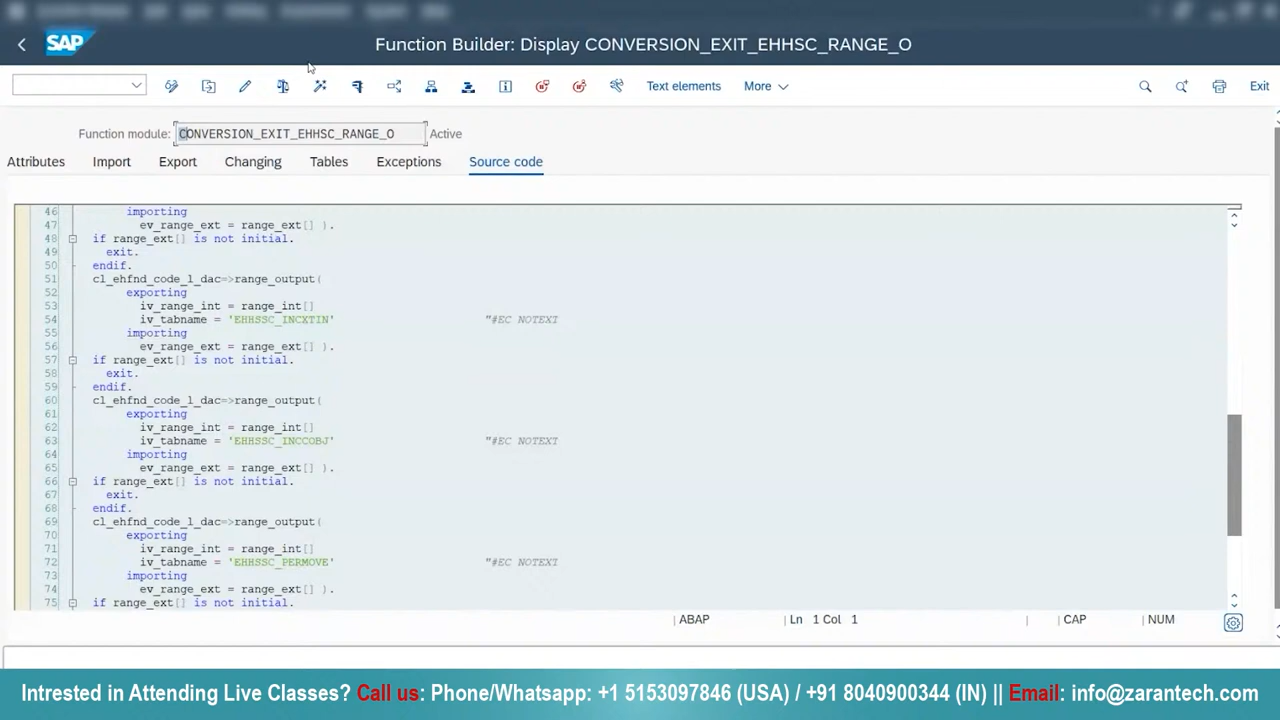 SAP
Function Builder: Display CONVERSION_EXIT_EHHSC_RANGE_O
Text elements
More
Exit
Function module: CONVERSION_EXIT_EHHSC_RANGE_O Active
Attributes Import Export Changing Tables Exceptions Source code
46 importing
47 ev_range_ext = range_ext[] ).
48 if range_ext[] is not initial.
49 exit.
50 endif.
51 cl_ehfnd_code_l_dac=>range_output(
52 exporting
53 iv_range_int = range_int[]
54 iv_tabname = 'EHHSSC_INCXTIN' "#EC NOTEXT
55 importing
56 ev_range_ext = range_ext[] ).
57 if range_ext[] is not initial.
58 exit.
59 endif.
60 cl_ehfnd_code_l_dac=>range_output(
61 exporting
62 iv_range_int = range_int[]
63 iv_tabname = 'EHHSSC_INCCOBJ' "#EC NOTEXT
64 importing
65 ev_range_ext = range_ext[] ).
66 if range_ext[] is not initial.
67 exit.
68 endif.
69 cl_ehfnd_code_l_dac=>range_output(
70 exporting
71 iv_range_int = range_int[]
72 iv_tabname = 'EHHSSC_PERMOVE' "#EC NOTEXT
73 importing
74 ev_range_ext = range_ext[] ).
75 if range_ext[] is not initial.
ABAP Ln 1 Col 1 CAP NUM
Intrested in Attending Live Classes? Call us: Phone/Whatsapp: +1 5153097846 (USA) / +91 8040900344 (IN) || Email: info@zarantech.com